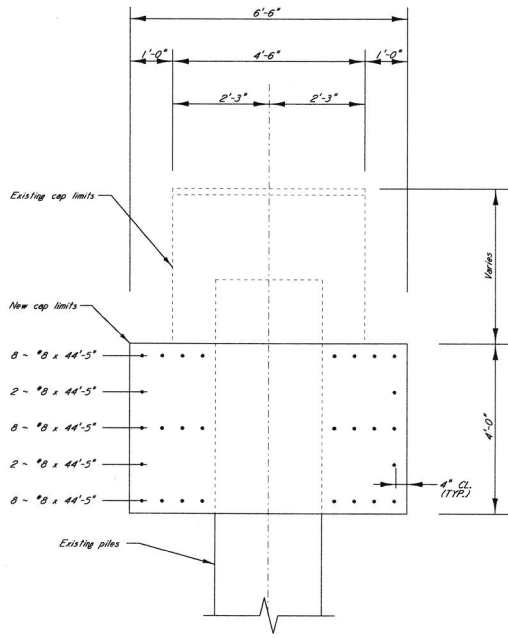 6'-6"
1'-0" 4'-6" 1'-0"
2'-3" 2'-3"
Existing cap limits
Varies
New cap limits
8 ~ #8 x 44'-5"
2 ~ #8 x 44'-5"
8 ~ #8 x 44'-5"
2 ~ #8 x 44'-5"
8 ~ #8 x 44'-5"
4'-0"
4" CL.
(TYP.)
Existing piles